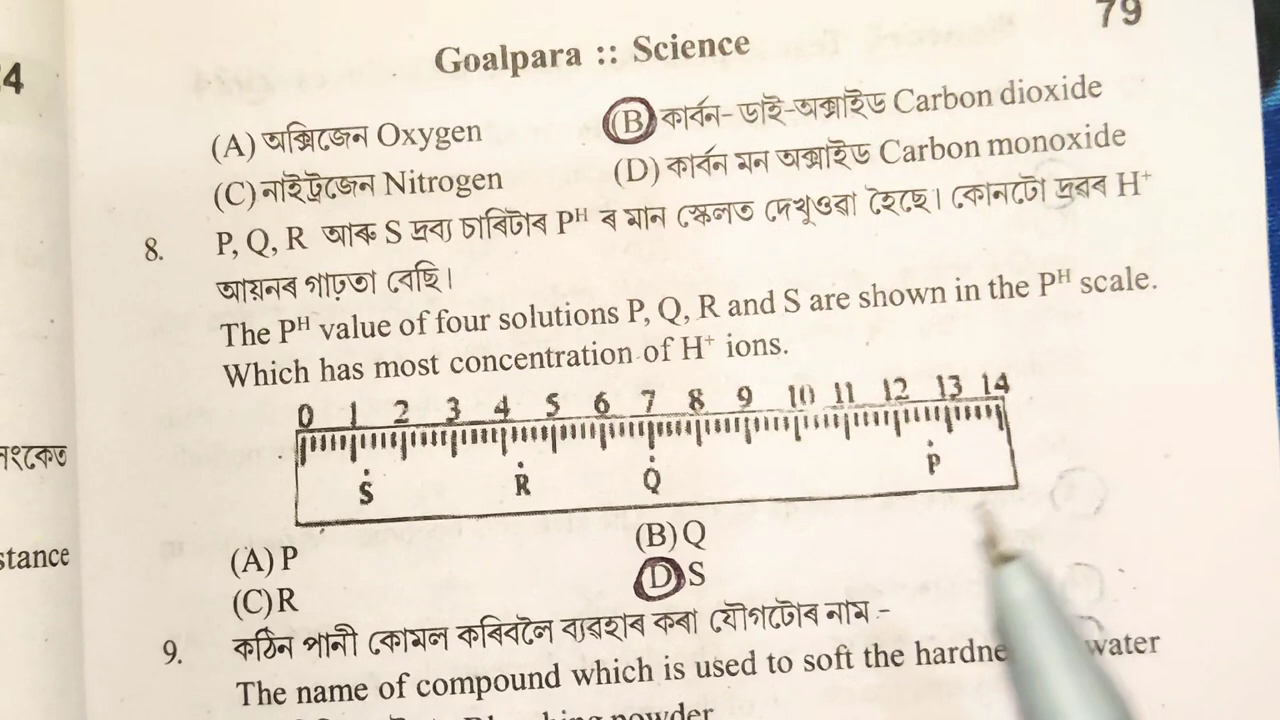 79
Goalpara :: Science
4
(A) অক্সিজেন Oxygen
(B) কাৰ্বন- ডাই-অক্সাইড Carbon dioxide
(C) নাইট্ৰজেন Nitrogen
(D) কাৰ্বন মন অক্সাইড Carbon monoxide
8. P, Q, R আৰু S দ্ৰব্য চাৰিটাৰ Pᴴ ৰ মান স্কেলত দেখুওৱা হৈছে। কোনটো দ্ৰৱৰ H⁺
আয়নৰ গাঢ়তা বেছি।
The Pᴴ value of four solutions P, Q, R and S are shown in the Pᴴ scale.
Which has most concentration of H⁺ ions.
0 1 2 3 4 5 6 7 8 9 10 11 12 13 14
S R Q P
(A) P
(B) Q
(C) R
(D) S
stance
9. কঠিন পানী কোমল কৰিবলৈ ব্যৱহাৰ কৰা যৌগটোৰ নাম -
The name of compound which is used to soft the water
powder